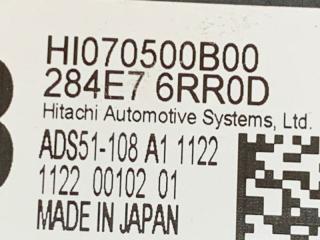 HI070500B00
284E7 6RR0D
Hitachi Automotive Systems, Ltd.
ADS51-108 A1 1122
1122 00102 01
MADE IN JAPAN